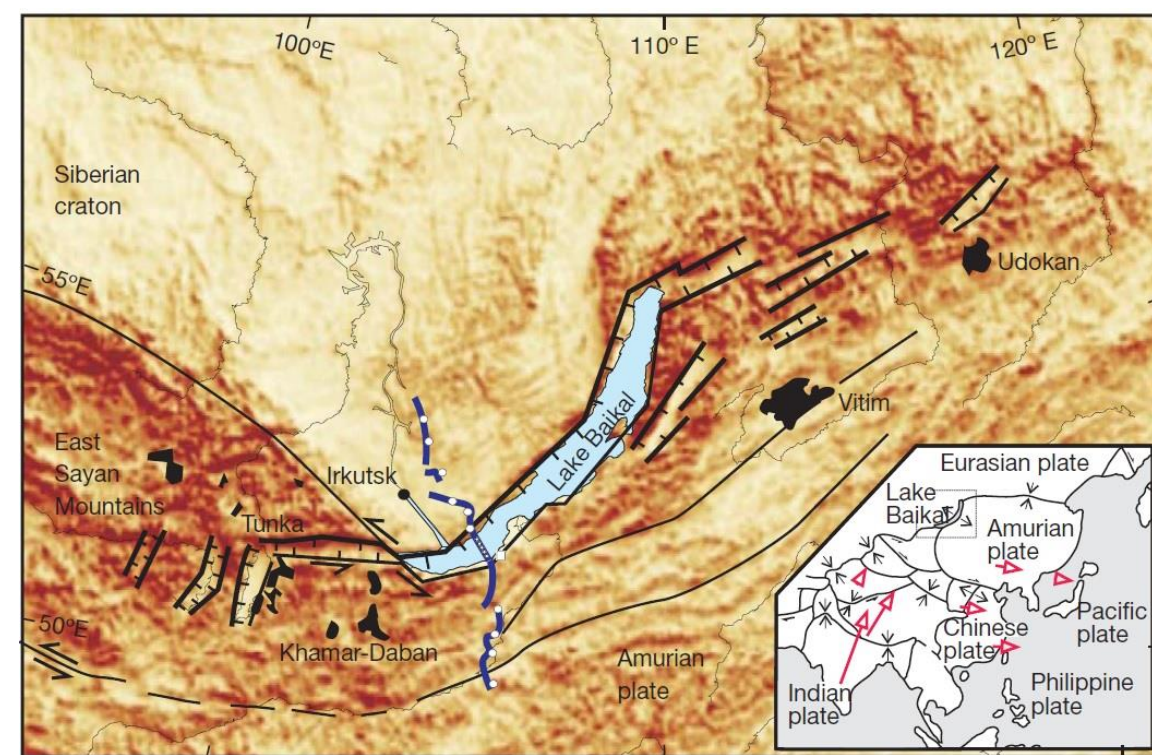 100°E
110° E
120° E
Siberian
craton
55°E
Udokan
Vitim
Lake Baikal
East
Sayan
Mountains
Irkutsk
Tunka
50°E
Khamar-Daban
Amurian
plate
Eurasian plate
Lake
Baikal
Amurian
plate
Pacific
plate
Chinese
plate
Philippine
plate
Indian
plate